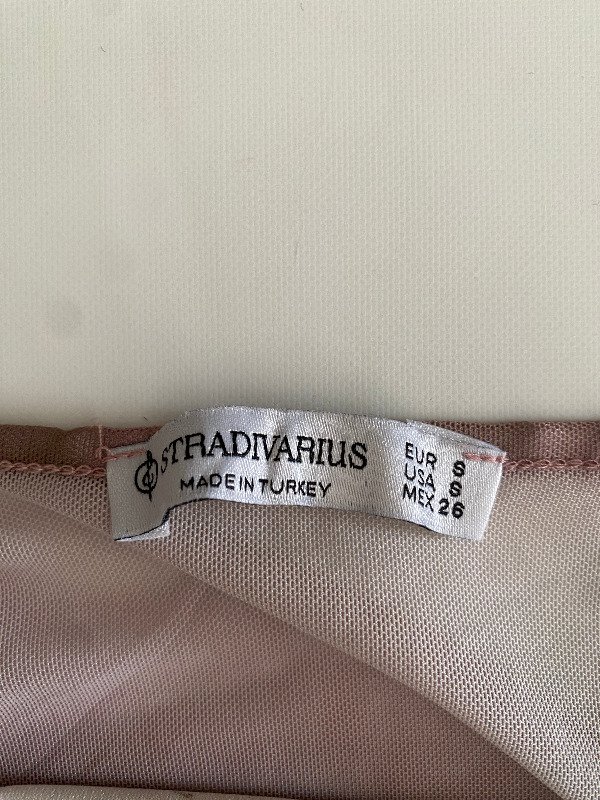 STRADIVARIUS
MADE IN TURKEY
EUR S
USA S
MEX 26